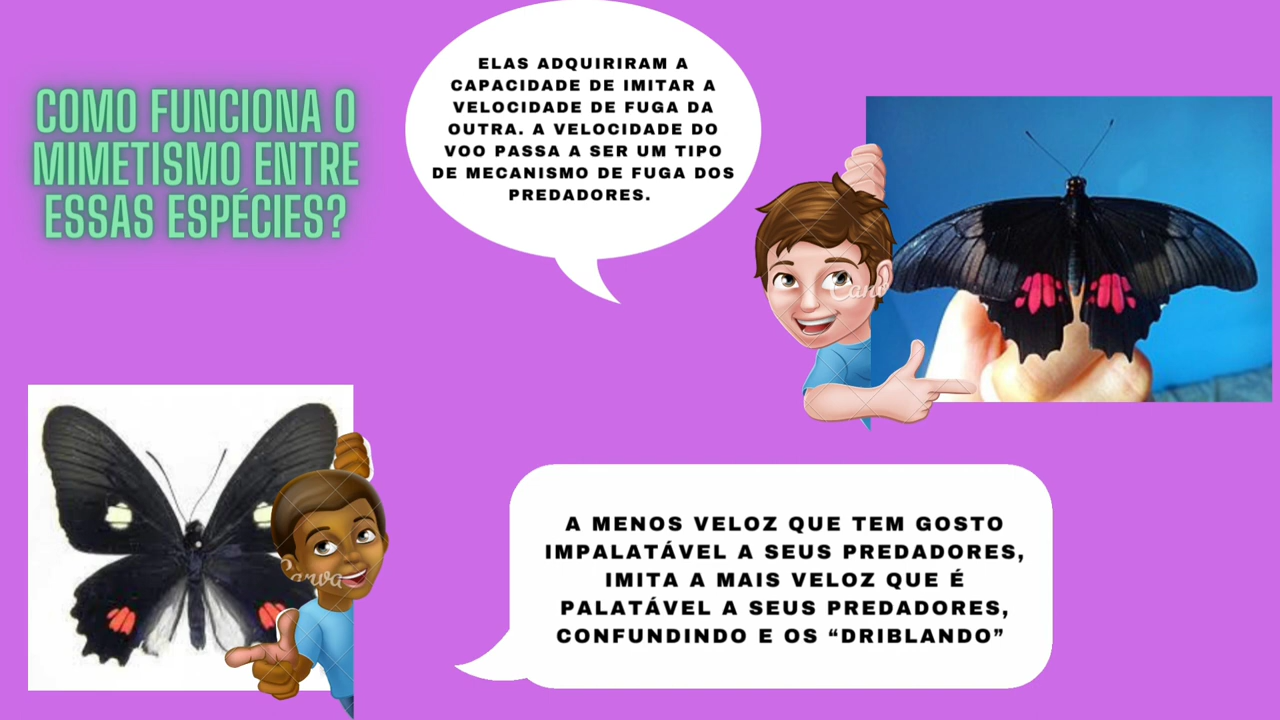 COMO FUNCIONA O
MIMETISMO ENTRE
ESSAS ESPÉCIES?
ELAS ADQUIRIRAM A
CAPACIDADE DE IMITAR A
VELOCIDADE DE FUGA DA
OUTRA. A VELOCIDADE DO
VOO PASSA A SER UM TIPO
DE MECANISMO DE FUGA DOS
PREDADORES.
Canv
Canva
A MENOS VELOZ QUE TEM GOSTO
IMPALATÁVEL A SEUS PREDADORES,
IMITA A MAIS VELOZ QUE É
PALATÁVEL A SEUS PREDADORES,
CONFUNDINDO E OS “DRIBLANDO”